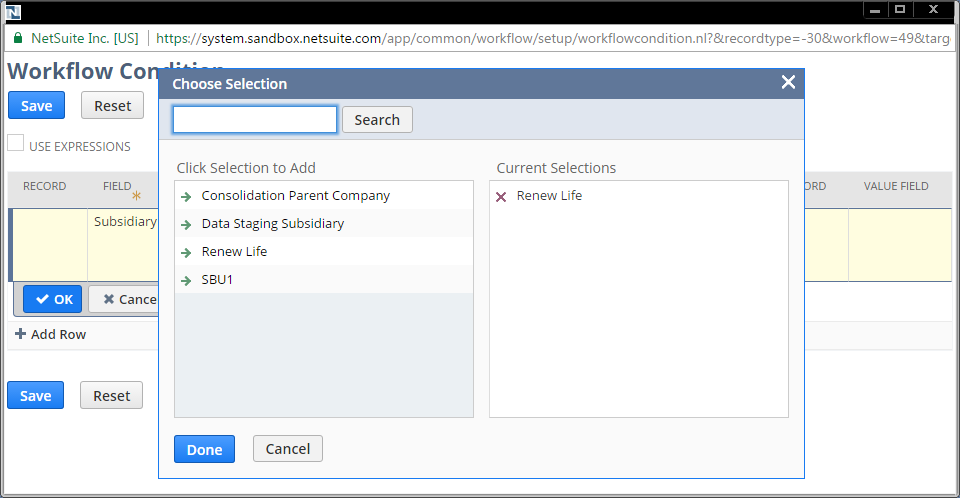 N
NetSuite Inc. [US] https://system.sandbox.netsuite.com/app/common/workflow/setup/workflowcondition.nl?&recordtype=-30&workflow=49&targ
Workflow Condition
Choose Selection
Save Reset
Search
USE EXPRESSIONS
Click Selection to Add Current Selections
RECORD FIELD RD VALUE FIELD
Consolidation Parent Company Renew Life
Subsidiary Data Staging Subsidiary
Renew Life
SBU1
OK Cance
Add Row
Save Reset
Done Cancel